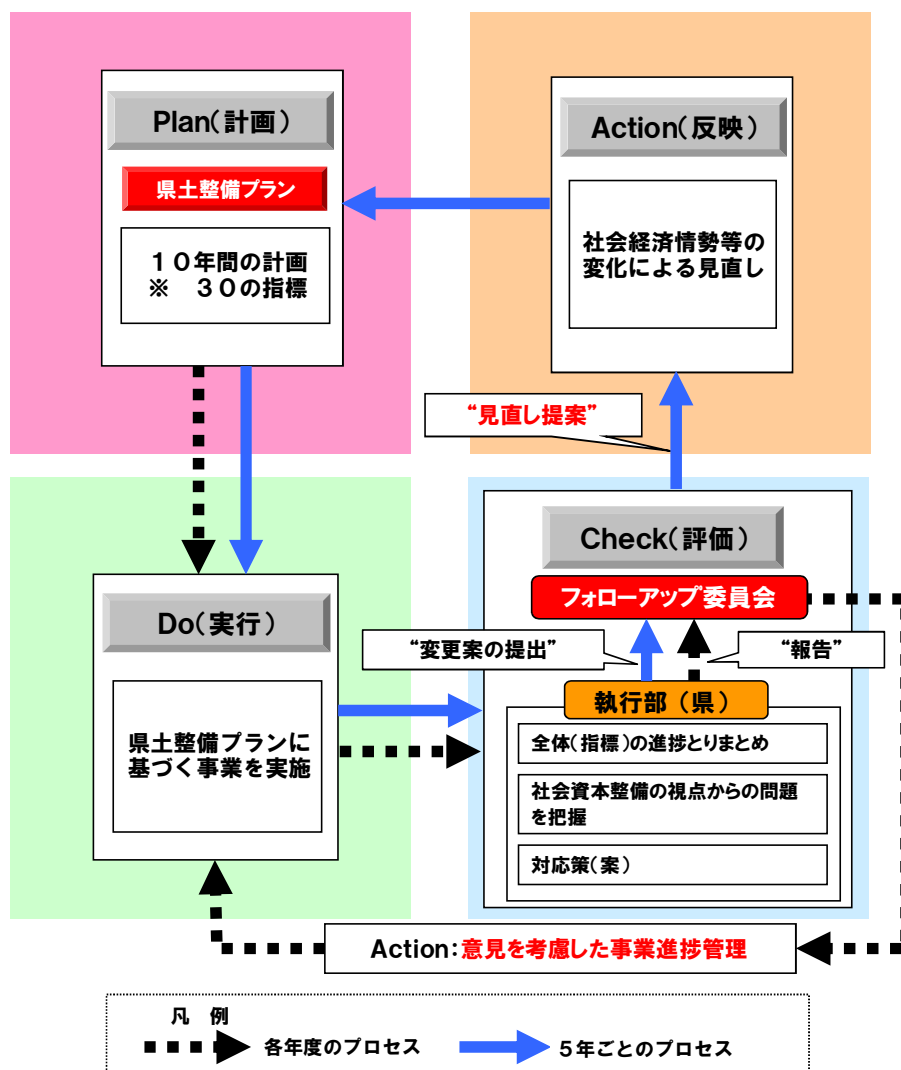 Plan(計画)
県土整備プラン
10年間の計画
※ 30の指標
Action(反映)
社会経済情勢等の
変化による見直し
“見直し提案”
Check(評価)
フォローアップ委員会
“変更案の提出”
“報告”
執行部(県)
全体(指標)の進捗とりまとめ
社会資本整備の視点からの問題
を把握
対応策(案)
Do(実行)
県土整備プランに
基づく事業を実施
Action:意見を考慮した事業進捗管理
凡 例
各年度のプロセス
5年ごとのプロセス